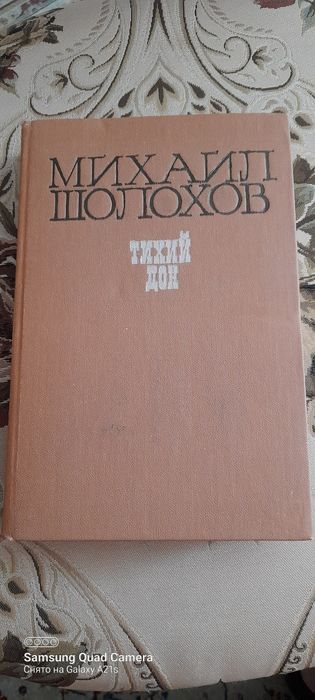 МИХАИЛ
ШОЛОХОВ
ТИХИЙ
ДОН
Samsung Quad Camera
Снято на Galaxy A21s